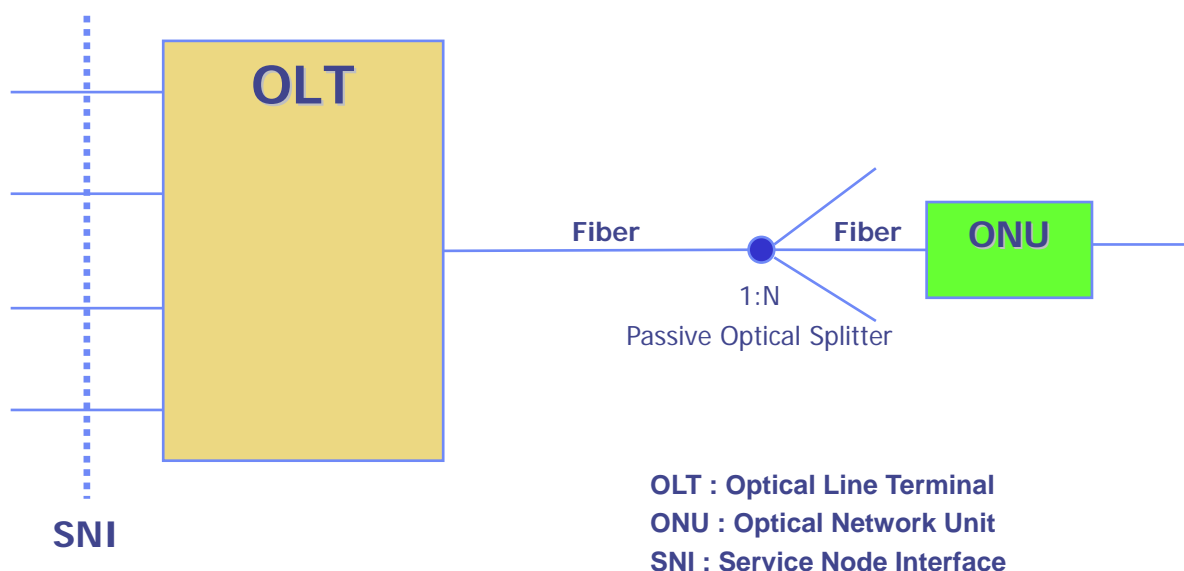 OLT
Fiber
Fiber
ONU
1:N
Passive Optical Splitter
SNI
OLT : Optical Line Terminal
ONU : Optical Network Unit
SNI : Service Node Interface